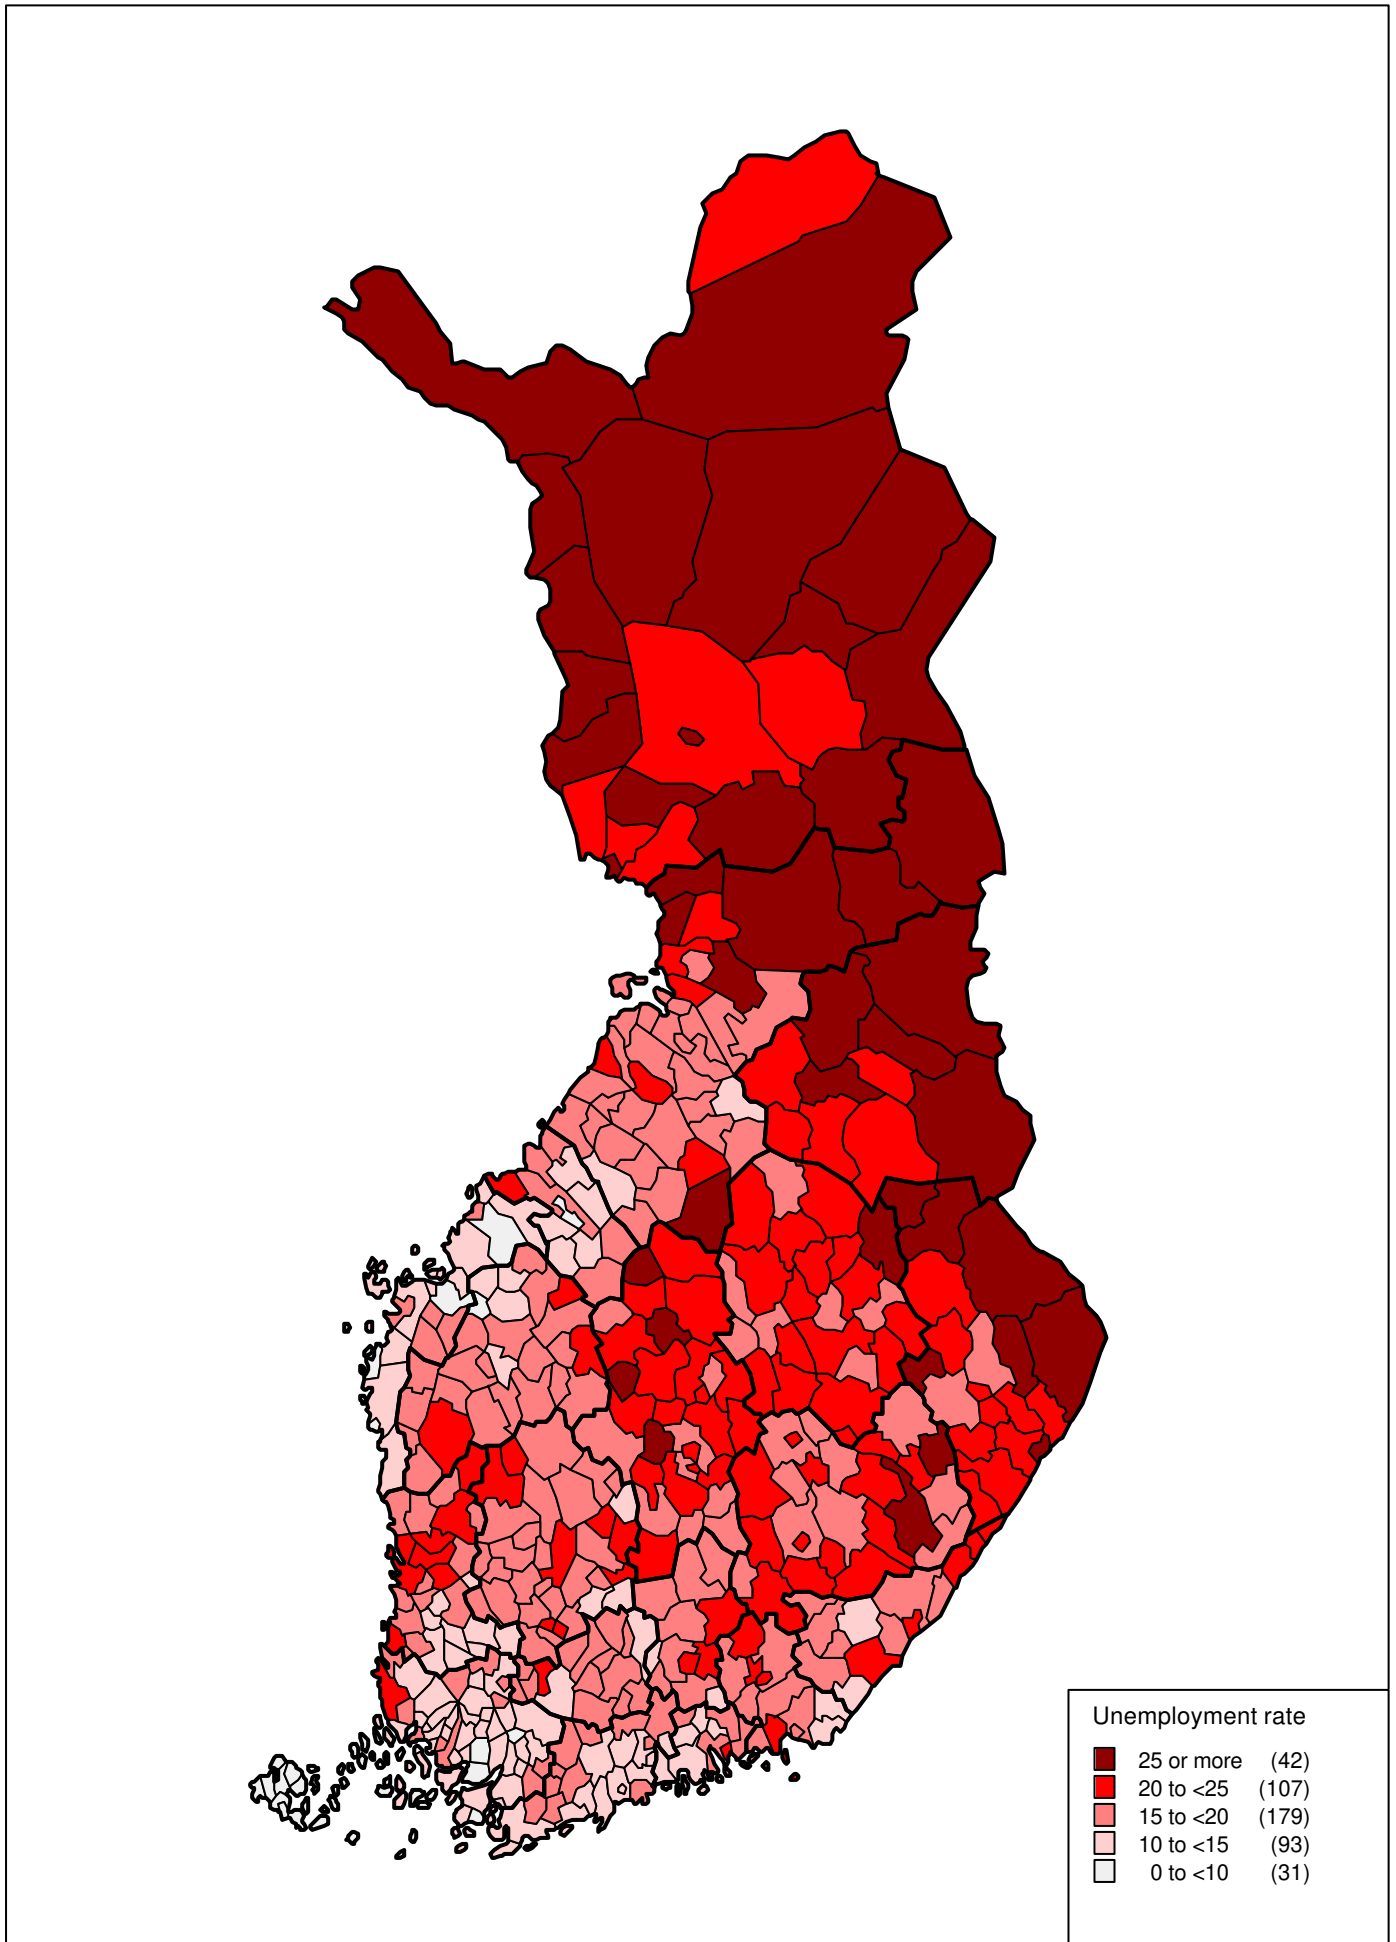 Unemployment rate
25 or more (42)
20 to <25 (107)
15 to <20 (179)
10 to <15 (93)
0 to <10 (31)